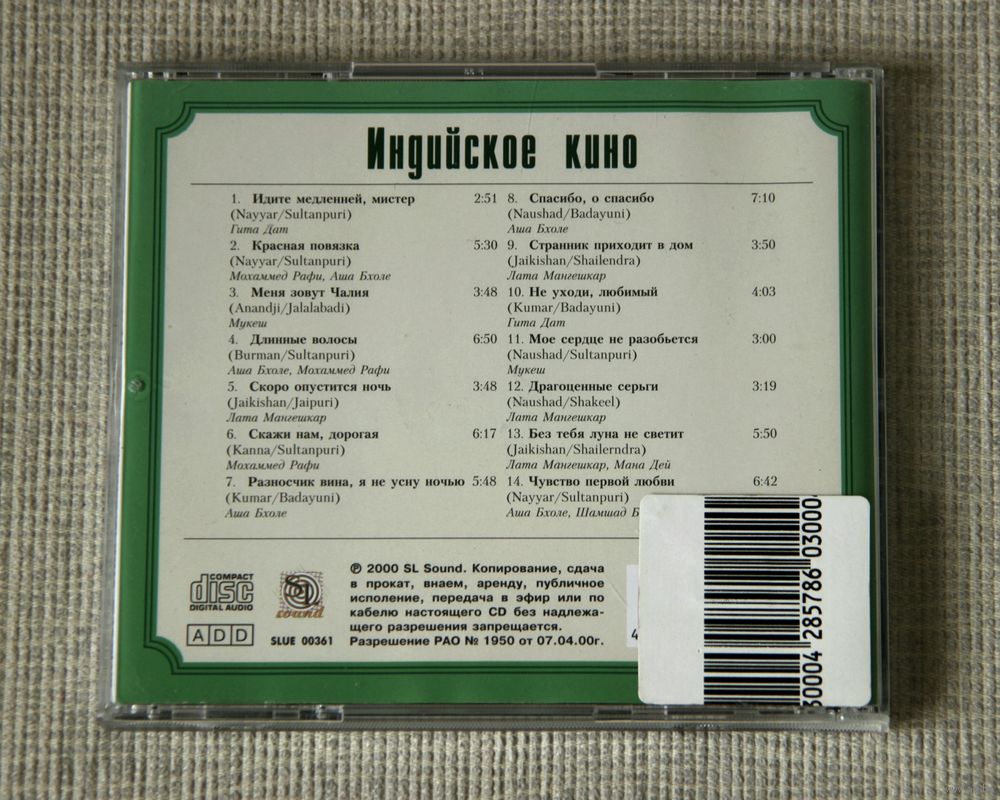 Индийское кино
1. Идите медленней, мистер 2:51
(Nayyar/Sultanpuri)
Гита Дат
2. Красная повязка 5:30
(Nayyar/Sultanpuri)
Мохаммед Рафи, Аша Бхоле
3. Меня зовут Чалия 3:48
(Anandji/Jalalabadi)
Мукеш
4. Длинные волосы 6:50
(Burman/Sultanpuri)
Аша Бхоле, Мохаммед Рафи
5. Скоро опустится ночь 3:48
(Jaikishan/Jaipuri)
Лата Мангешкар
6. Скажи нам, дорогая 6:17
(Kanna/Sultanpuri)
Мохаммед Рафи
7. Разносчик вина, я не усну ночью 5:48
(Kumar/Badayuni)
Аша Бхоле
8. Спасибо, о спасибо 7:10
(Naushad/Badayuni)
Аша Бхоле
9. Странник приходит в дом 3:50
(Jaikishan/Shailendra)
Лата Мангешкар
10. Не уходи, любимый 4:03
(Kumar/Badayuni)
Гита Дат
11. Мое сердце не разобьется 3:00
(Naushad/Sultanpuri)
Мукеш
12. Драгоценные серьги 3:19
(Naushad/Shakeel)
Лата Мангешкар
13. Без тебя луна не светит 5:50
(Jaikishan/Shailerndra)
Лата Мангешкар, Мана Дей
14. Чувство первой любви 6:42
(Nayyar/Sultanpuri)
Аша Бхоле, Шамшад Б
COMPACT
disc
DIGITAL AUDIO
ADD
SL
sound
SLUE 00361
℗ 2000 SL Sound. Копирование, сдача
в прокат, внаем, аренду, публичное
исполение, передача в эфир или по
кабелю настоящего CD без надлежа-
щего разрешения запрещается.
Разрешение РАО № 1950 от 07.04.00г.
4
30004 285786 03000